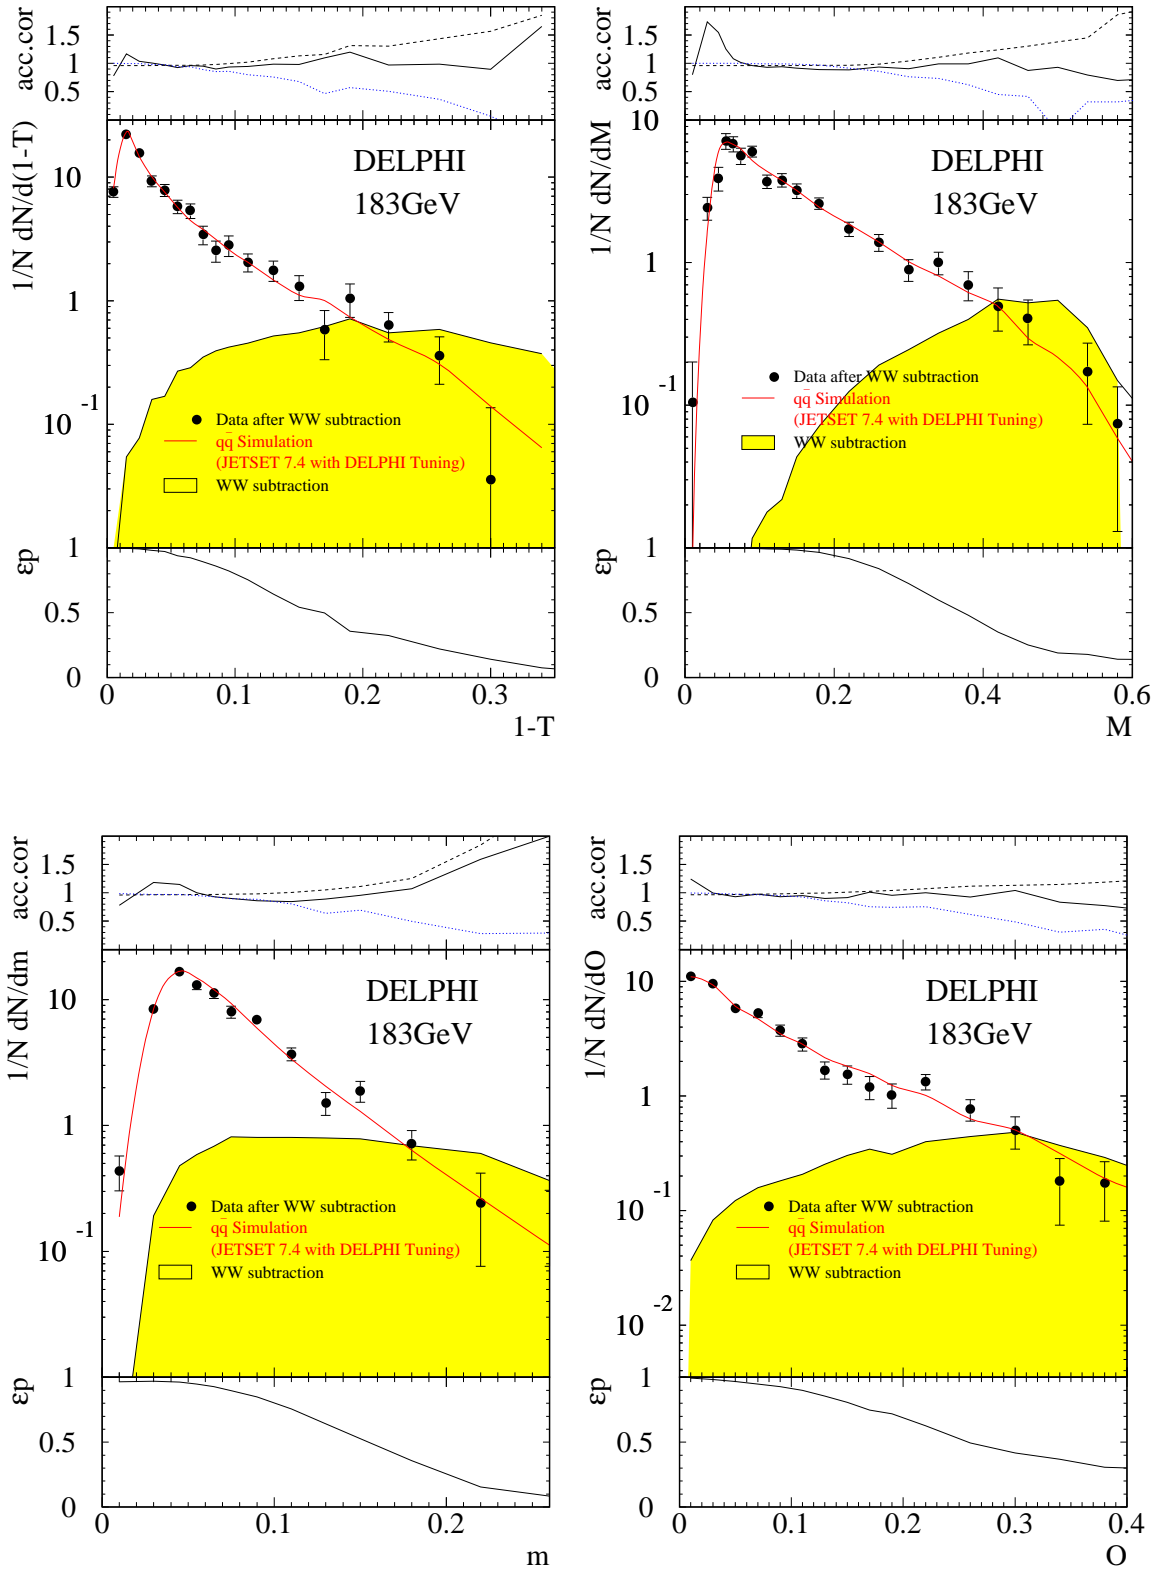 acc.cor
1.5
1
0.5
1/N dN/d(1-T)
10
1
10 -1
DELPHI
183GeV
Data after WW subtraction
qq̄ Simulation
(JETSET 7.4 with DELPHI Tuning)
WW subtraction
εp
1
0.5
0
0 0.1 0.2 0.3
1-T
acc.cor
1.5
1
0.5
0
1/N dN/dM
10
1
10 -1
DELPHI
183GeV
Data after WW subtraction
qq̄ Simulation
(JETSET 7.4 with DELPHI Tuning)
WW subtraction
εp
1
0.5
0
0 0.2 0.4 0.6
M
acc.cor
1.5
1
0.5
1/N dN/dm
10
1
10 -1
DELPHI
183GeV
Data after WW subtraction
qq̄ Simulation
(JETSET 7.4 with DELPHI Tuning)
WW subtraction
εp
1
0.5
0
0 0.1 0.2
m
acc.cor
1.5
1
0.5
1/N dN/dO
10
1
10 -1
10 -2
DELPHI
183GeV
Data after WW subtraction
qq̄ Simulation
(JETSET 7.4 with DELPHI Tuning)
WW subtraction
εp
1
0.5
0
0 0.1 0.2 0.3 0.4
O